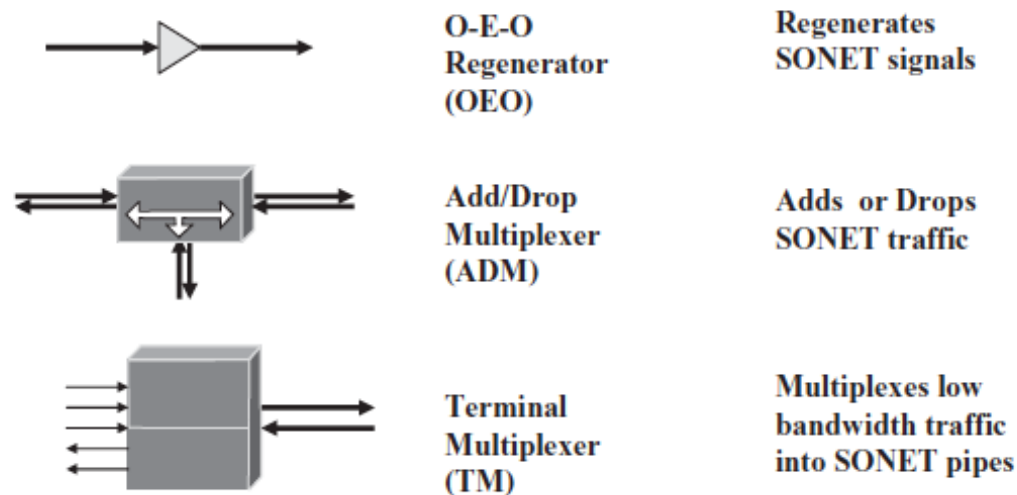 O-E-O
Regenerator
(OEO)
Regenerates
SONET signals
Add/Drop
Multiplexer
(ADM)
Adds or Drops
SONET traffic
Terminal
Multiplexer
(TM)
Multiplexes low
bandwidth traffic
into SONET pipes